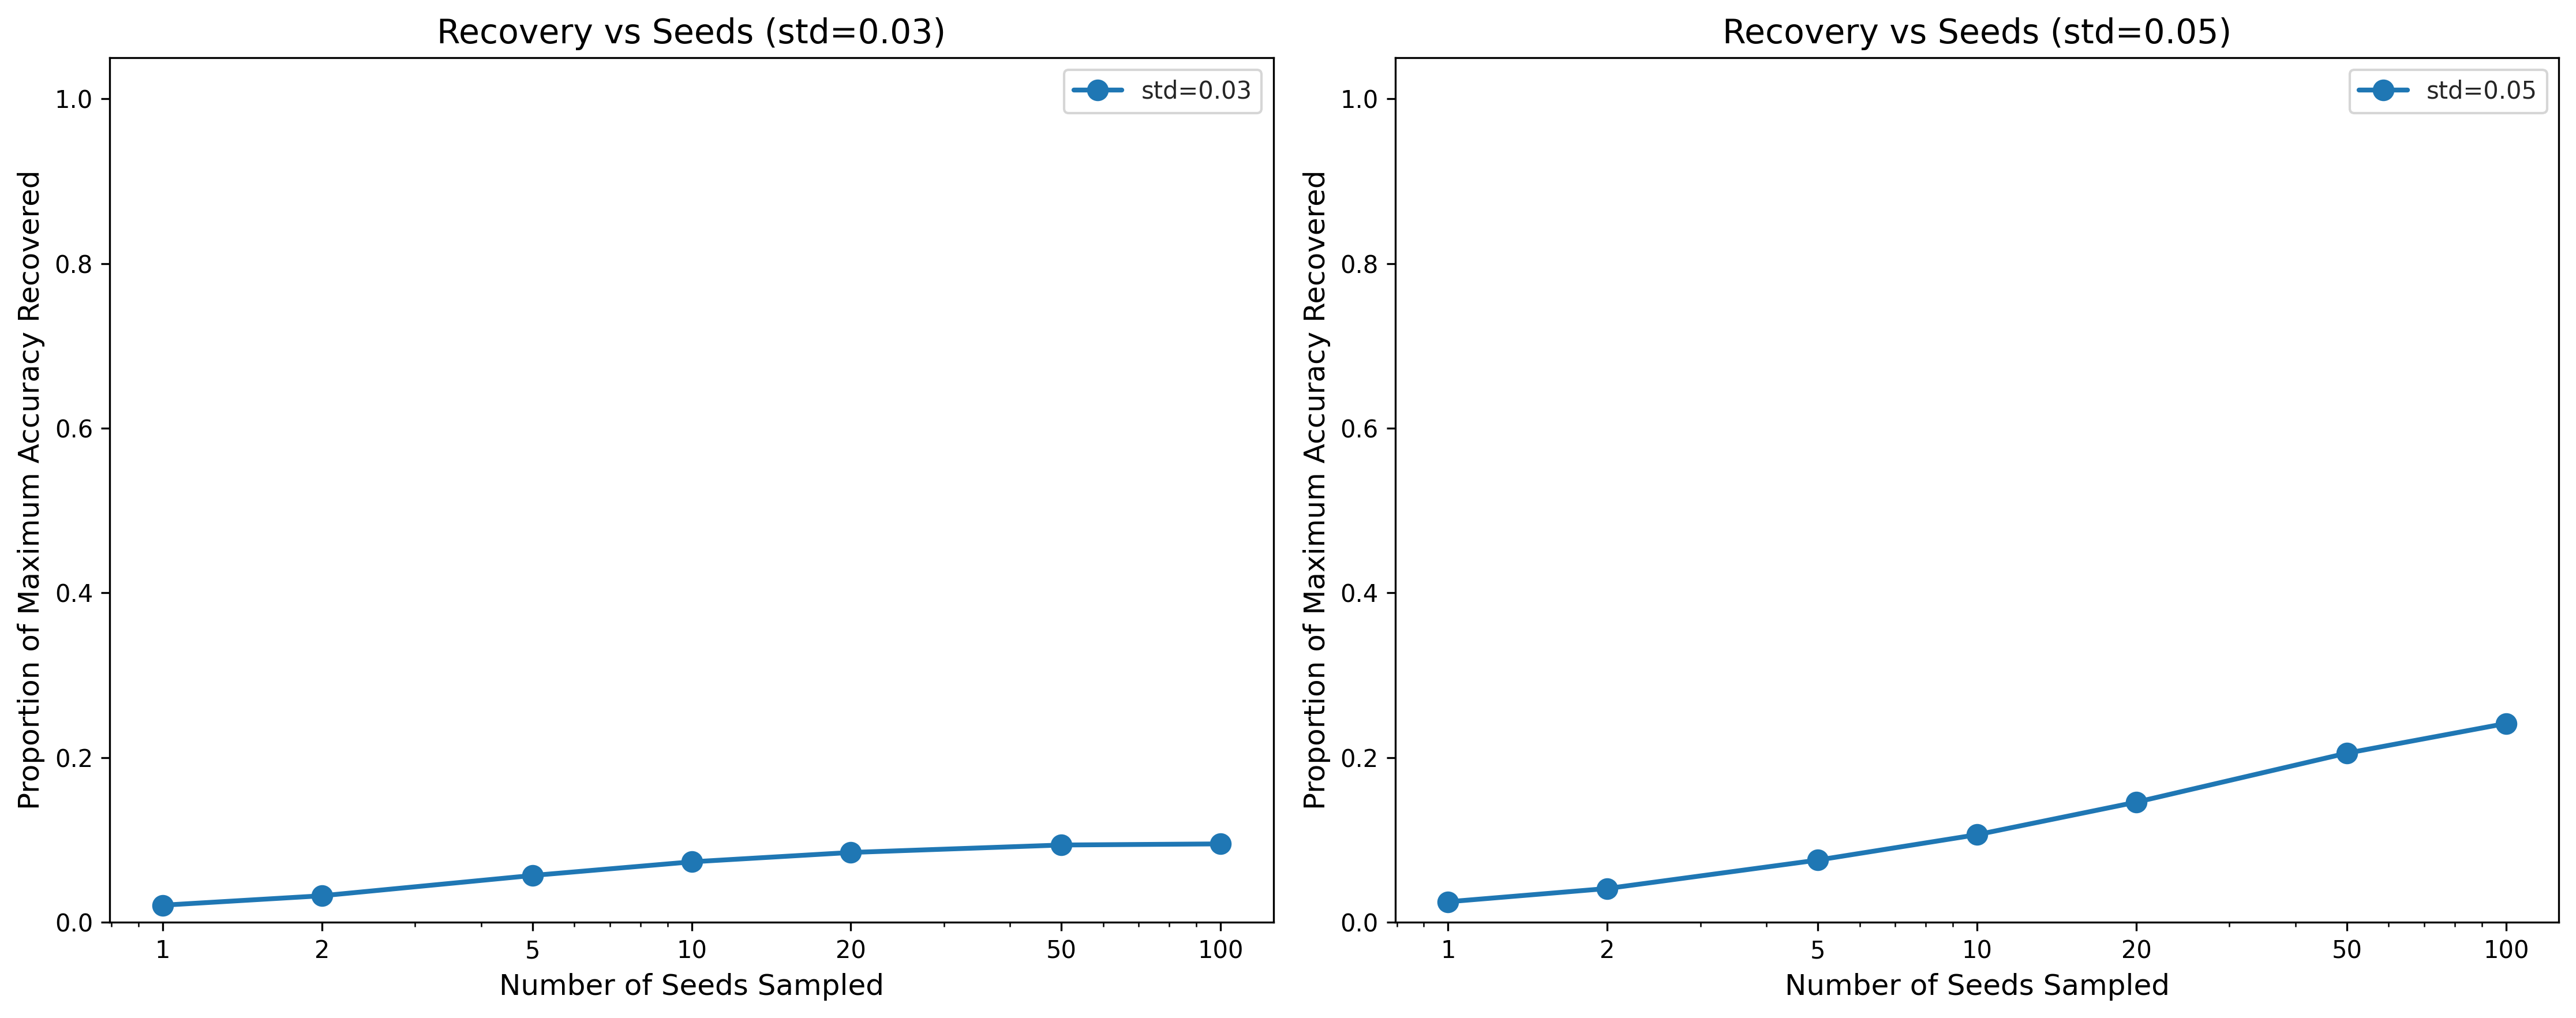 Recovery vs Seeds (std=0.03)
std=0.03
Proportion of Maximum Accuracy Recovered
1.0
0.8
0.6
0.4
0.2
0.0
1 2 5 10 20 50 100
Number of Seeds Sampled
Recovery vs Seeds (std=0.05)
std=0.05
Proportion of Maximum Accuracy Recovered
1.0
0.8
0.6
0.4
0.2
0.0
1 2 5 10 20 50 100
Number of Seeds Sampled